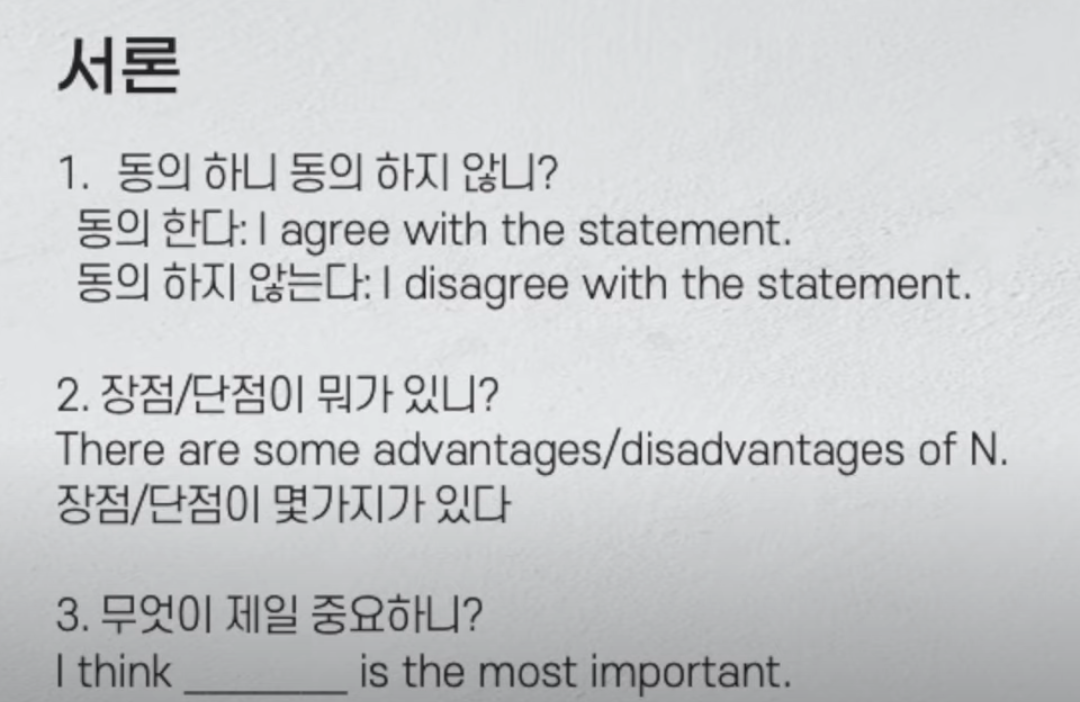 서론
1. 동의 하니 동의 하지 않니?
동의 한다: I agree with the statement.
동의 하지 않는다: I disagree with the statement.
2. 장점/단점이 뭐가 있니?
There are some advantages/disadvantages of N.
장점/단점이 몇가지가 있다
3. 무엇이 제일 중요하니?
I think ________ is the most important.